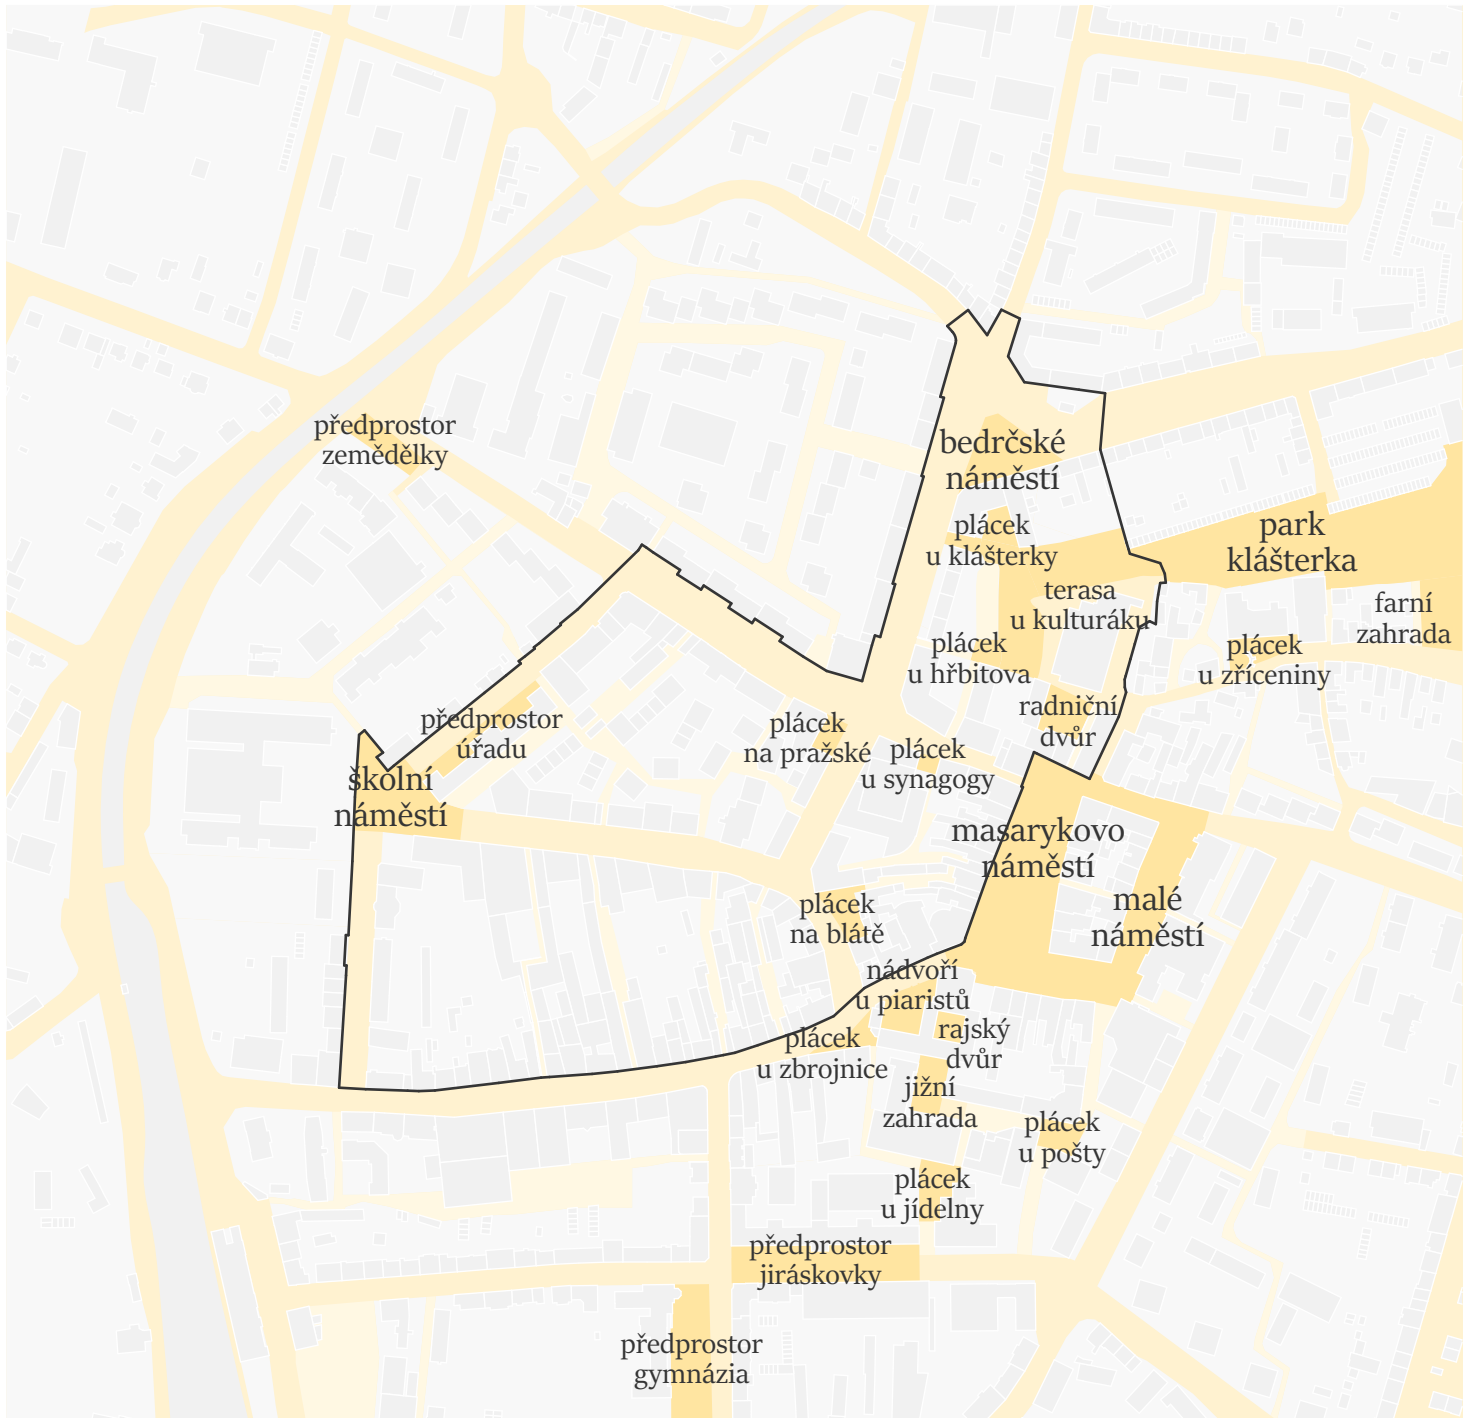 předprostor
zemědělky
bedrčské
náměstí
plácek
u klášterky
park
klášterka
terasa
u kulturáku
farní
zahrada
plácek
u hřbitova
plácek
u zříceniny
radniční
dvůr
předprostor
úřadu
plácek
na pražské
plácek
u synagogy
školní
náměstí
masarykovo
náměstí
malé
náměstí
plácek
na blátě
nádvoří
u piaristů
rajský
dvůr
plácek
u zbrojnice
jižní
zahrada
plácek
u pošty
plácek
u jídelny
předprostor
jiráskovky
předprostor
gymnázia